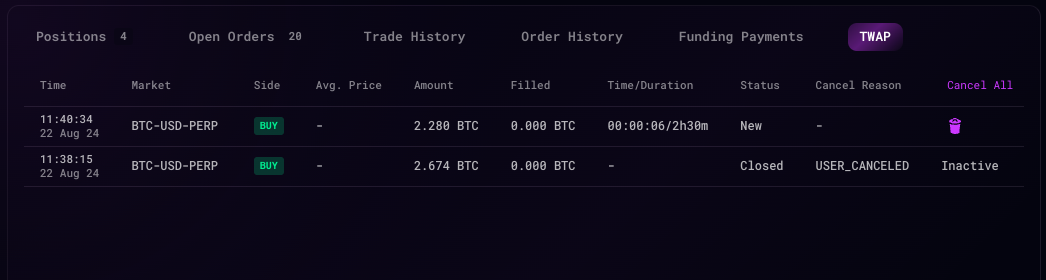 Positions 4 Open Orders 20 Trade History Order History Funding Payments TWAP
Time Market Side Avg. Price Amount Filled Time/Duration Status Cancel Reason Cancel All
11:40:34
22 Aug 24 BTC-USD-PERP BUY - 2.280 BTC 0.000 BTC 00:00:06/2h30m New -
11:38:15
22 Aug 24 BTC-USD-PERP BUY - 2.674 BTC 0.000 BTC - Closed USER_CANCELED Inactive